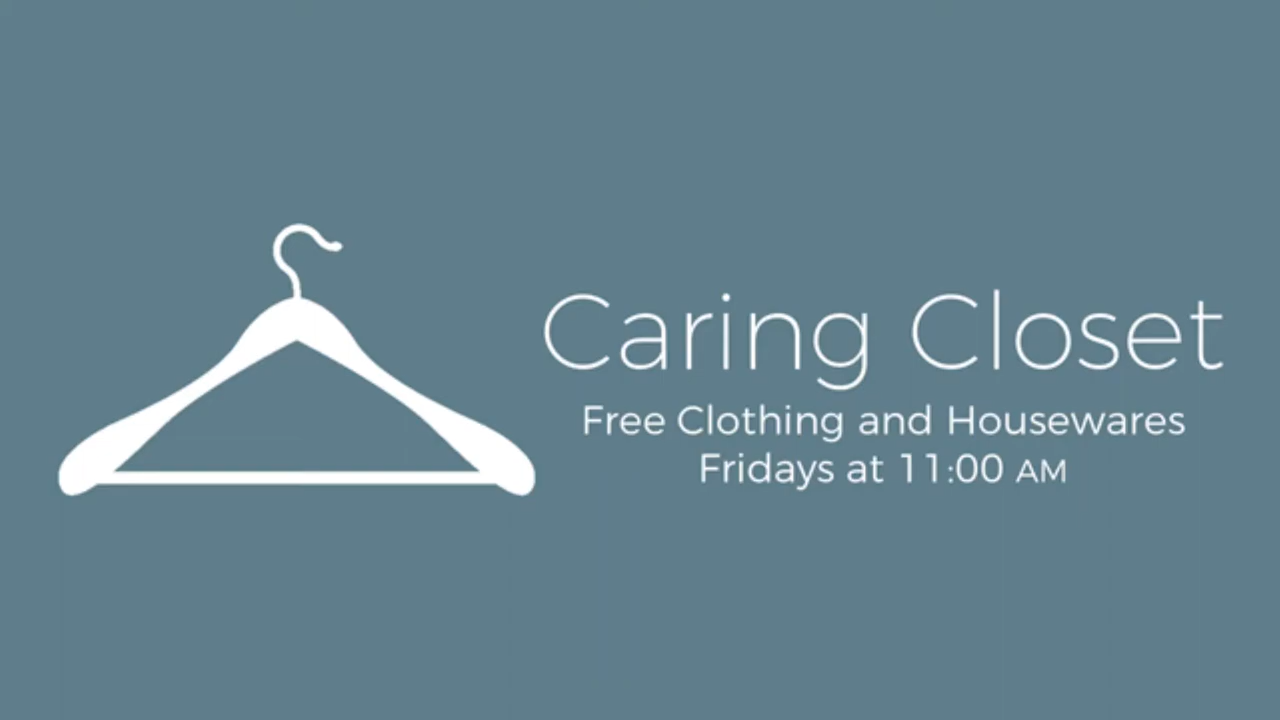 Caring Closet
Free Clothing and Housewares
Fridays at 11:00 AM